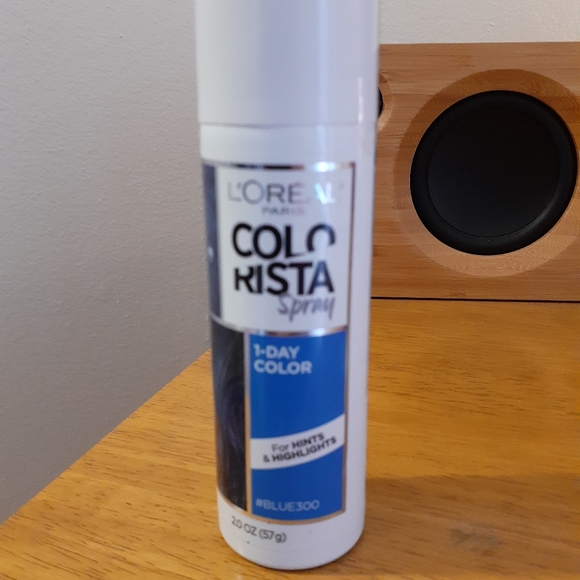 L'ORÉAL
PARIS
COLO
RISTA
Spray
1-DAY
COLOR
For HINTS
& HIGHLIGHTS
#BLUE300
2.0 OZ (57g)